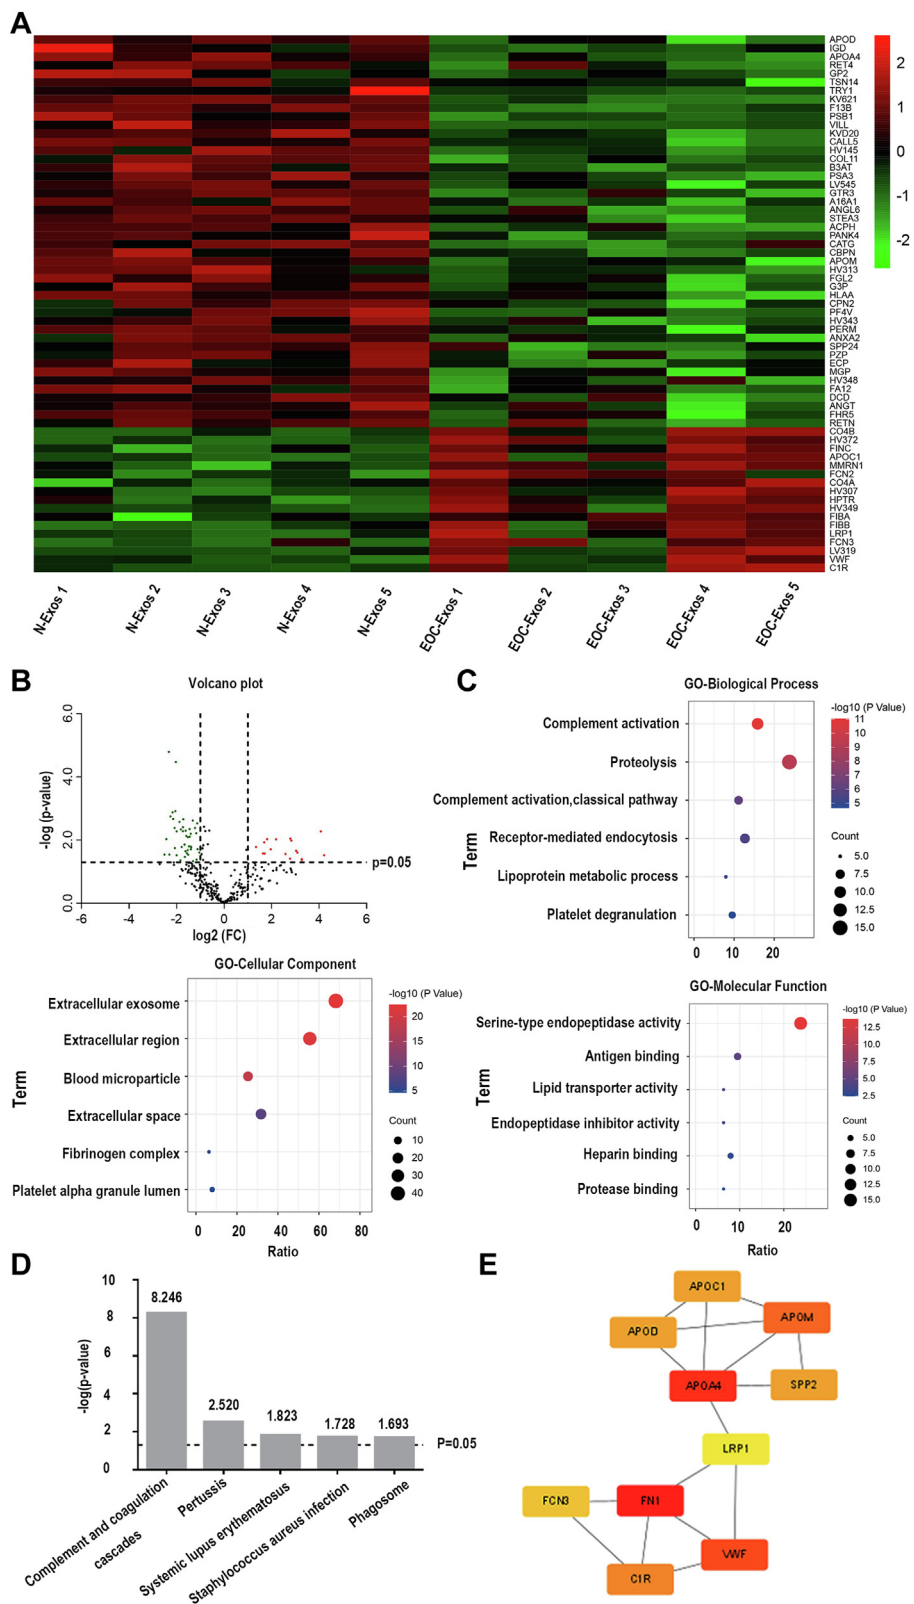 A
APOD
IGD
APOA4
RET4
GP2
TSN14
TRY1
KV621
F13B
PSB1
VILL
KVD20
CALL5
HV145
COL11
B3AT
PSA3
LV545
GTR3
A16A1
ANGL6
STEA3
ACPH
PANK4
CATG
CBPN
APOM
HV313
FGL2
G3P
HLAA
CPN2
PF4V
HV343
PERM
ANXA2
SPP24
PZP
ECP
MGP
HV348
FA12
DCD
ANGT
FHR5
RETN
CO4B
HV372
FINC
APOC1
MMRN1
FCN2
CO4A
HV307
HPTR
HV349
FIBA
FIBB
LRP1
FCN3
LV319
VWF
C1R
2
1
0
-1
-2
N-Exos 1
N-Exos 2
N-Exos 3
N-Exos 4
N-Exos 5
EOC-Exos 1
EOC-Exos 2
EOC-Exos 3
EOC-Exos 4
EOC-Exos 5
B
Volcano plot
-log (p-value)
6.0
4.0
2.0
0.0
p=0.05
-6 -4 -2 0 2 4 6
log2 (FC)
C
GO-Biological Process
Term
Complement activation
Proteolysis
Complement activation,classical pathway
Receptor-mediated endocytosis
Lipoprotein metabolic process
Platelet degranulation
0 10 20
-log10 (P Value)
11
10
9
8
7
6
5
Count
5.0
7.5
10.0
12.5
15.0
GO-Cellular Component
Term
Extracellular exosome
Extracellular region
Blood microparticle
Extracellular space
Fibrinogen complex
Platelet alpha granule lumen
0 20 40 60 80
Ratio
-log10 (P Value)
20
15
10
5
Count
10
20
30
40
GO-Molecular Function
Term
Serine-type endopeptidase activity
Antigen binding
Lipid transporter activity
Endopeptidase inhibitor activity
Heparin binding
Protease binding
0 10 20
Ratio
-log10 (P Value)
12.5
10.0
7.5
5.0
2.5
Count
5.0
7.5
10.0
12.5
15.0
D
-log(p-value)
10
8
6
4
2
0
8.246
2.520
1.823
1.728
1.693
P=0.05
Complement and coagulation
cascades
Pertussis
Systemic lupus erythematosus
Staphylococcus aureus infection
Phagosome
E
APOC1
APOM
APOD
APOA4
SPP2
LRP1
FCN3
FN1
VWF
C1R